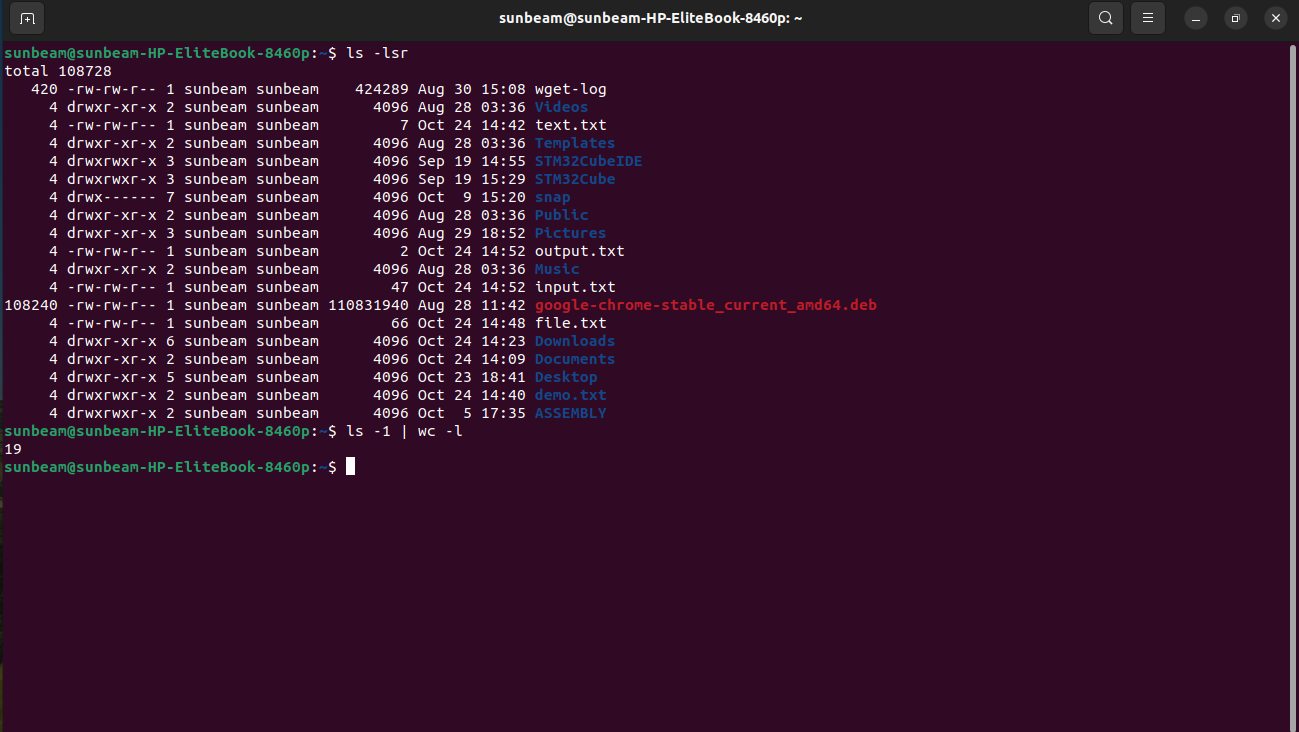 sunbeam@sunbeam-HP-EliteBook-8460p: ~
sunbeam@sunbeam-HP-EliteBook-8460p:~$ ls -lsr
total 108728
   420 -rw-rw-r-- 1 sunbeam sunbeam    424289 Aug 30 15:08 wget-log
     4 drwxr-xr-x 2 sunbeam sunbeam      4096 Aug 28 03:36 Videos
     4 -rw-rw-r-- 1 sunbeam sunbeam         7 Oct 24 14:42 text.txt
     4 drwxr-xr-x 2 sunbeam sunbeam      4096 Aug 28 03:36 Templates
     4 drwxrwxr-x 3 sunbeam sunbeam      4096 Sep 19 14:55 STM32CubeIDE
     4 drwxrwxr-x 3 sunbeam sunbeam      4096 Sep 19 15:29 STM32Cube
     4 drwx------ 7 sunbeam sunbeam      4096 Oct  9 15:20 snap
     4 drwxr-xr-x 2 sunbeam sunbeam      4096 Aug 28 03:36 Public
     4 drwxr-xr-x 3 sunbeam sunbeam      4096 Aug 29 18:52 Pictures
     4 -rw-rw-r-- 1 sunbeam sunbeam         2 Oct 24 14:52 output.txt
     4 drwxr-xr-x 2 sunbeam sunbeam      4096 Aug 28 03:36 Music
     4 -rw-rw-r-- 1 sunbeam sunbeam        47 Oct 24 14:52 input.txt
108240 -rw-rw-r-- 1 sunbeam sunbeam 110831940 Aug 28 11:42 google-chrome-stable_current_amd64.deb
     4 -rw-rw-r-- 1 sunbeam sunbeam        66 Oct 24 14:48 file.txt
     4 drwxr-xr-x 6 sunbeam sunbeam      4096 Oct 24 14:23 Downloads
     4 drwxr-xr-x 2 sunbeam sunbeam      4096 Oct 24 14:09 Documents
     4 drwxr-xr-x 5 sunbeam sunbeam      4096 Oct 23 18:41 Desktop
     4 drwxrwxr-x 2 sunbeam sunbeam      4096 Oct 24 14:40 demo.txt
     4 drwxrwxr-x 2 sunbeam sunbeam      4096 Oct  5 17:35 ASSEMBLY
sunbeam@sunbeam-HP-EliteBook-8460p:~$ ls -1 | wc -l
19
sunbeam@sunbeam-HP-EliteBook-8460p:~$